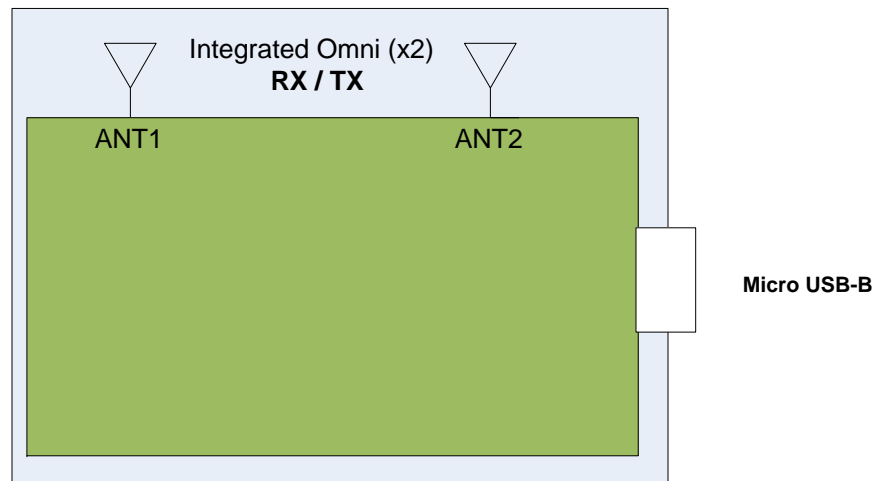 Integrated Omni (x2)
RX / TX
ANT1
ANT2
Micro USB-B